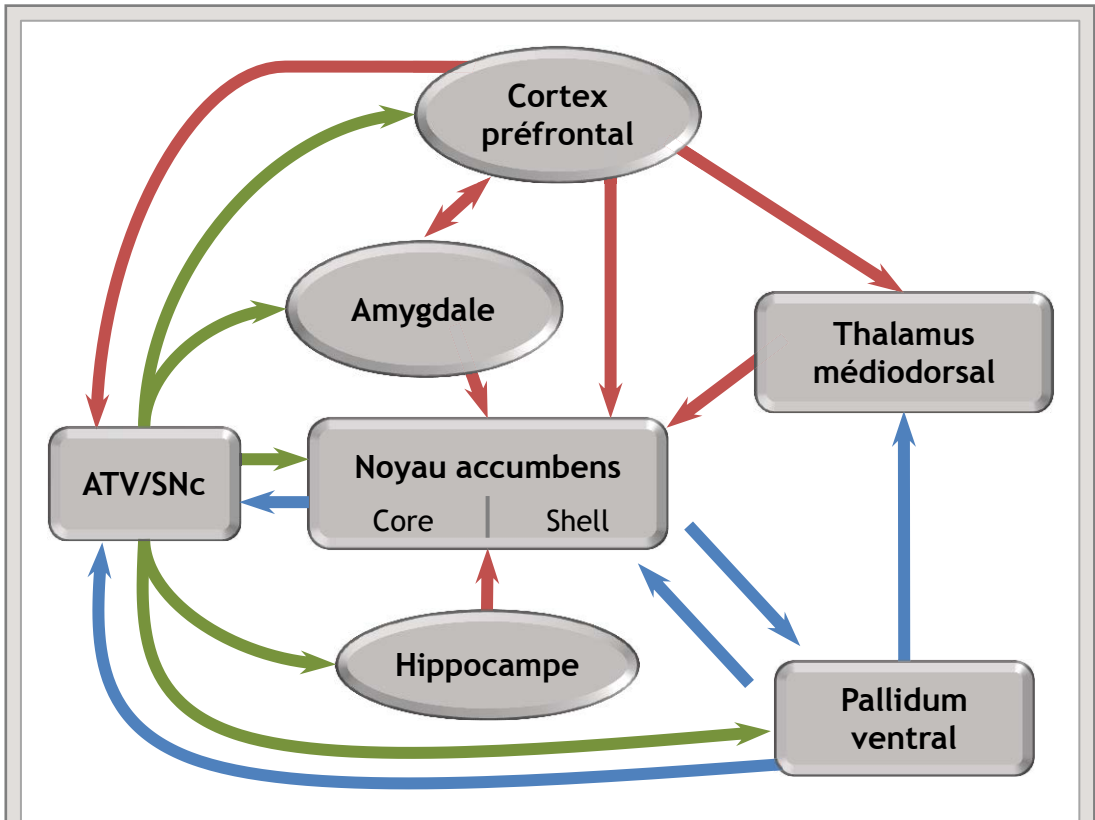 Cortex
préfrontal
Amygdale
Thalamus
médiodorsal
ATV/SNc
Noyau accumbens
Core
Shell
Hippocampe
Pallidum
ventral